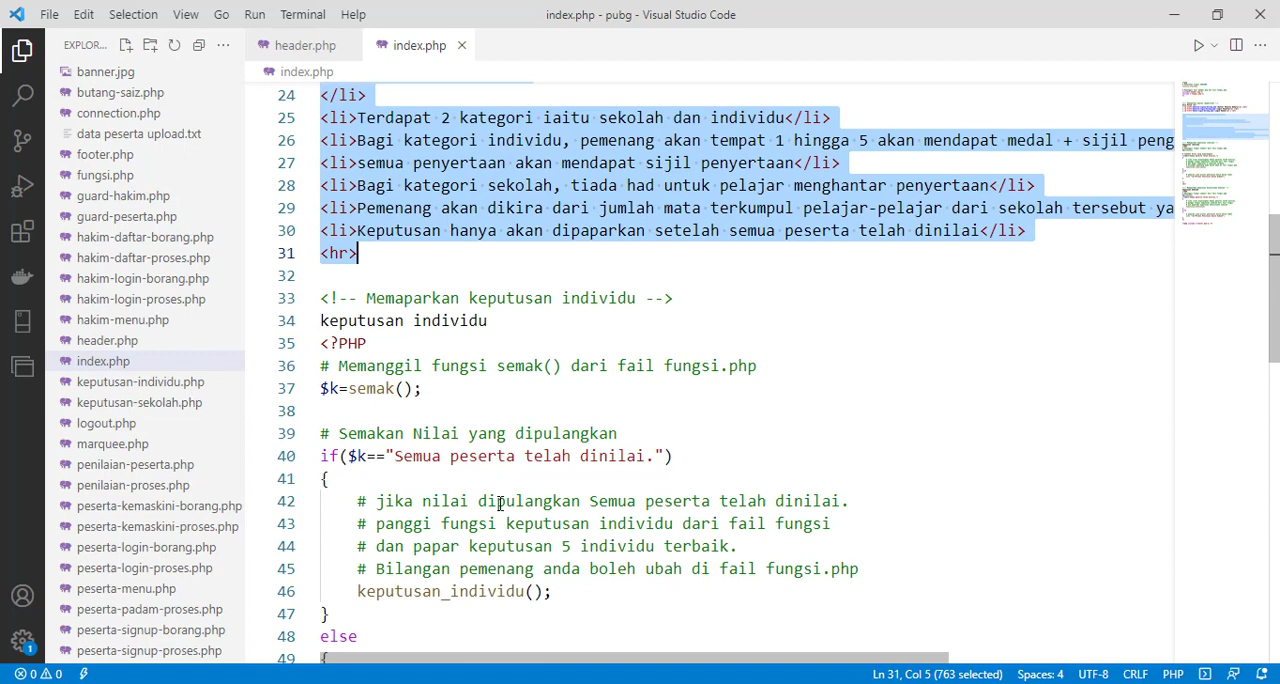 File Edit Selection View Go Run Terminal Help index.php - pubg - Visual Studio Code
EXPLOR... header.php index.php
index.php
banner.jpg
butang-saiz.php
connection.php
data peserta upload.txt
footer.php
fungsi.php
guard-hakim.php
guard-peserta.php
hakim-daftar-borang.php
hakim-daftar-proses.php
hakim-login-borang.php
hakim-login-proses.php
hakim-menu.php
header.php
index.php
keputusan-individu.php
keputusan-sekolah.php
logout.php
marquee.php
penilaian-peserta.php
penilaian-proses.php
peserta-kemaskini-borang.php
peserta-kemaskini-proses.php
peserta-login-borang.php
peserta-login-proses.php
peserta-menu.php
peserta-padam-proses.php
peserta-signup-borang.php
peserta-signup-proses.php
24 </li>
25 <li>Terdapat 2 kategori iaitu sekolah dan individu</li>
26 <li>Bagi kategori individu, pemenang akan tempat 1 hingga 5 akan mendapat medal + sijil peng
27 <li>semua penyertaan akan mendapat sijil penyertaan</li>
28 <li>Bagi kategori sekolah, tiada had untuk pelajar menghantar penyertaan</li>
29 <li>Pemenang akan dikira dari jumlah mata terkumpul pelajar-pelajar dari sekolah tersebut ya
30 <li>Keputusan hanya akan dipaparkan setelah semua peserta telah dinilai</li>
31 <hr>
32
33 <!-- Memaparkan keputusan individu -->
34 keputusan individu
35 <?PHP
36 # Memanggil fungsi semak() dari fail fungsi.php
37 $k=semak();
38
39 # Semakan Nilai yang dipulangkan
40 if($k=="Semua peserta telah dinilai.")
41 {
42 # jika nilai dipulangkan Semua peserta telah dinilai.
43 # panggi fungsi keputusan individu dari fail fungsi
44 # dan papar keputusan 5 individu terbaik.
45 # Bilangan pemenang anda boleh ubah di fail fungsi.php
46 keputusan_individu();
47 }
48 else
49 {
1 0 0 Ln 31, Col 5 (763 selected) Spaces: 4 UTF-8 CRLF PHP